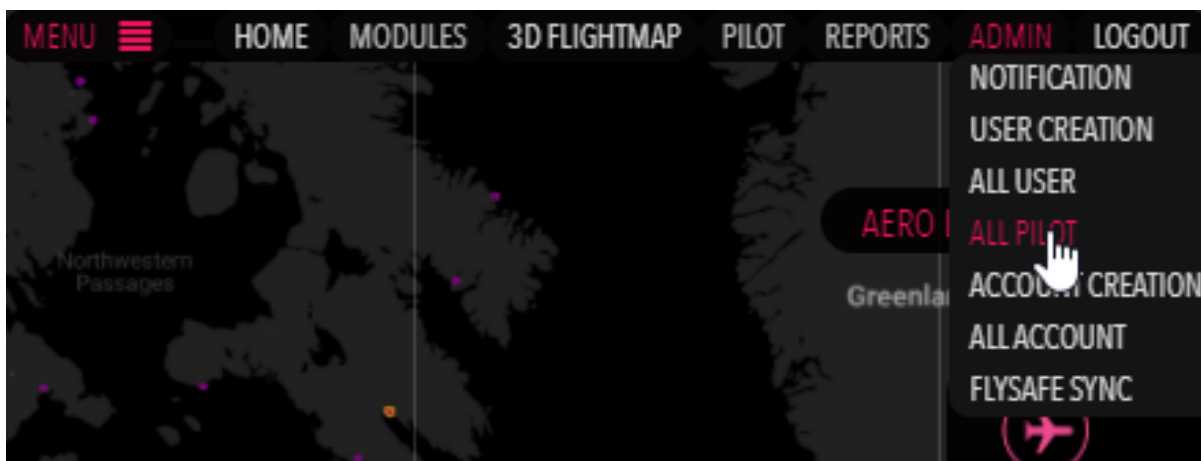 MENU HOME MODULES 3D FLIGHTMAP PILOT REPORTS ADMIN LOGOUT
NOTIFICATION
USER CREATION
ALL USER
AERO
ALL PILOT
Northwestern
Passages
ACCOUNT CREATION
Greenla
ALL ACCOUNT
FLYSAFE SYNC